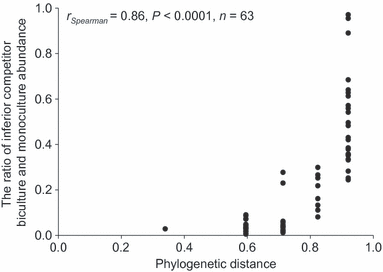 1.0
r Spearman = 0.86, P < 0.0001, n = 63
0.8
0.6
0.4
0.2
0.0
The ratio of inferior competitor
biculture and monoculture abundance
0.0 0.2 0.4 0.6 0.8 1.0
Phylogenetic distance